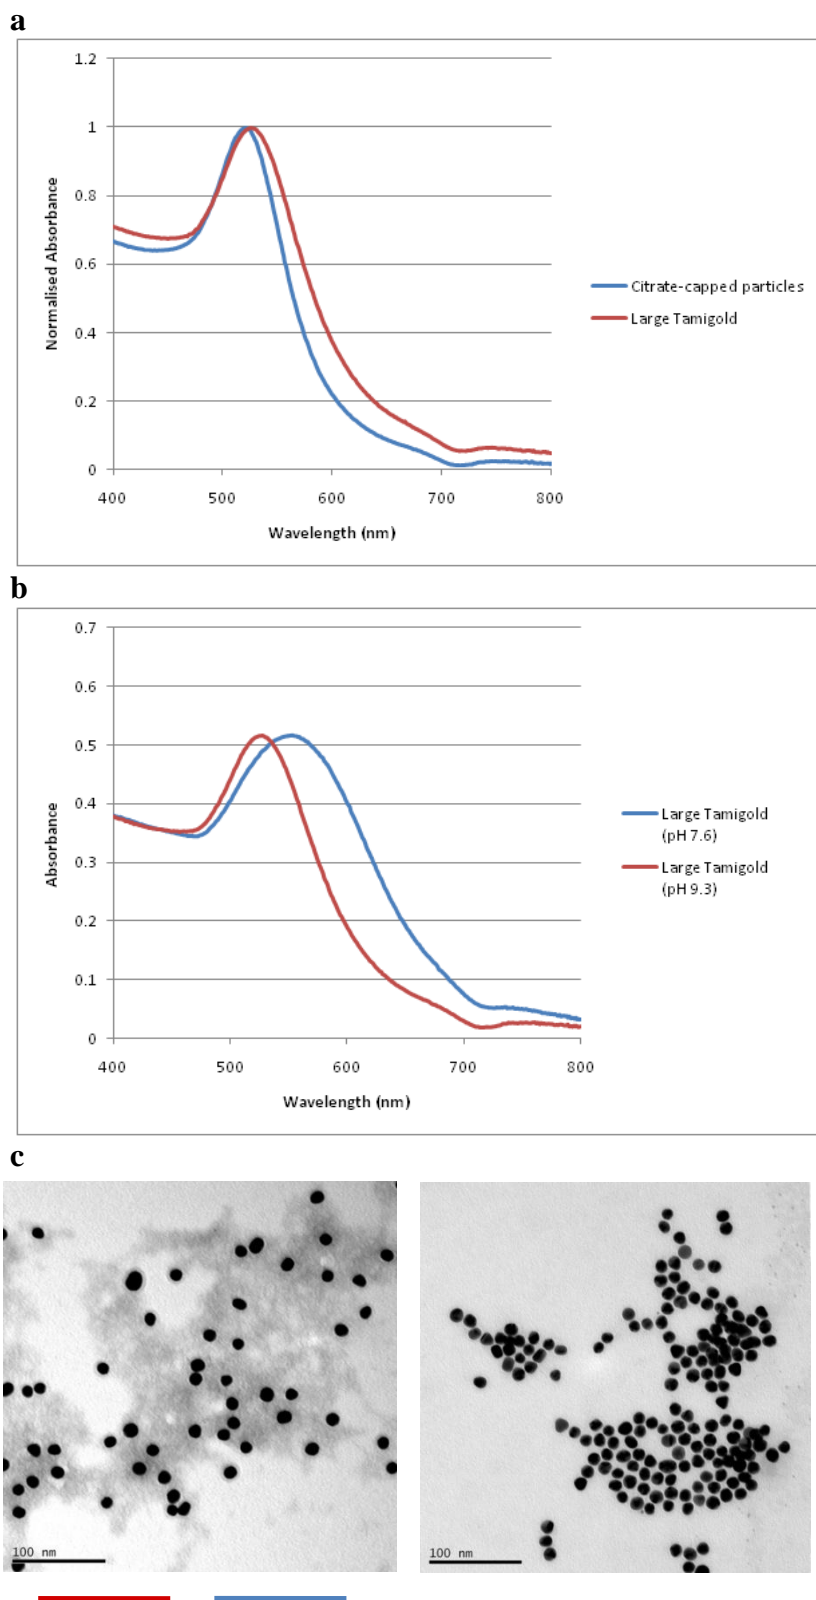 a
1.2
1
0.8
0.6
0.4
0.2
0
400 500 600 700 800
Normalised Absorbance
Wavelength (nm)
Citrate-capped particles
Large Tamigold
b
0.7
0.6
0.5
0.4
0.3
0.2
0.1
0
400 500 600 700 800
Absorbance
Wavelength (nm)
Large Tamigold
(pH 7.6)
Large Tamigold
(pH 9.3)
c
100 nm
100 nm